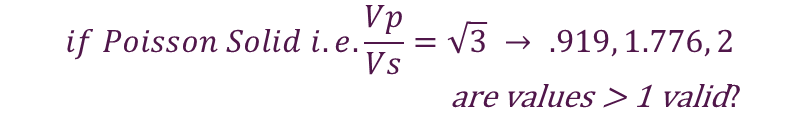 if Poisson Solid i.e. Vp/Vs = √3 → .919, 1.776, 2
are values > 1 valid?